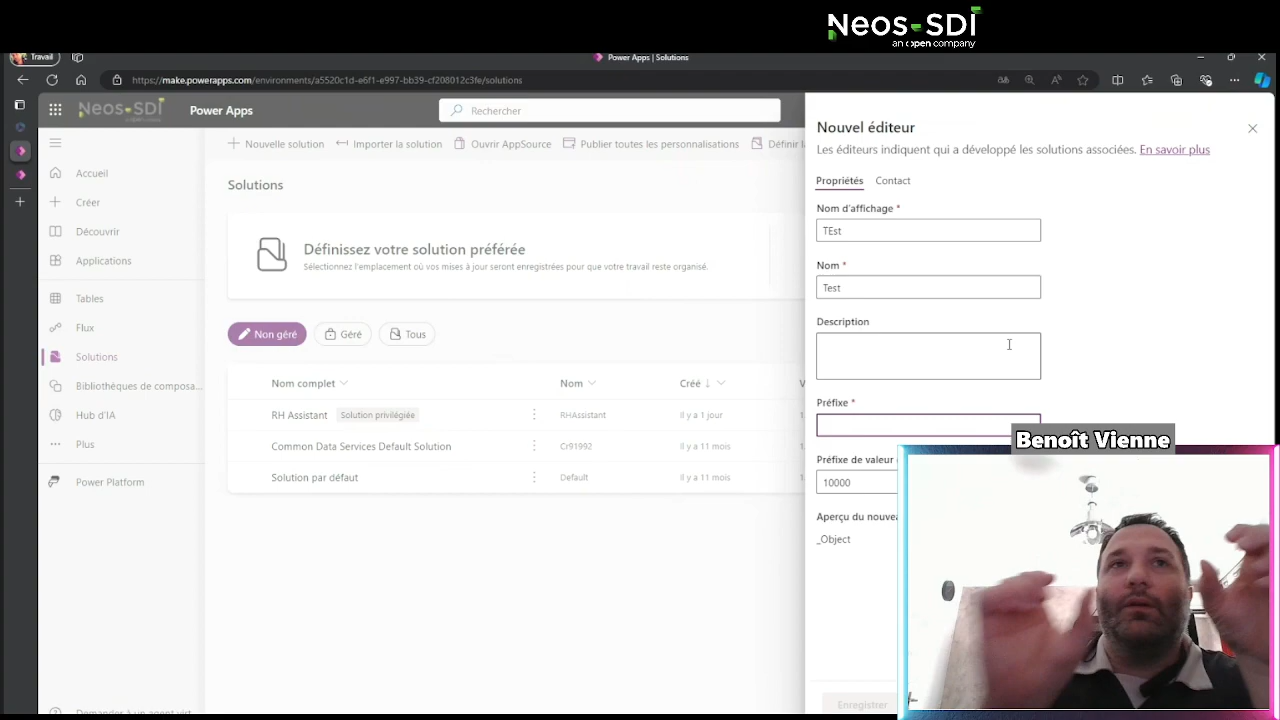 Neos-SDI
an open company
Travail
Power Apps | Solutions
https://make.powerapps.com/environments/a5520c1d-e6f1-e997-bb39-cf208012c3fe/solutions
Neos-SDI
Power Apps
Rechercher
Nouvelle solution
Importer la solution
Ouvrir AppSource
Publier toutes les personnalisations
Définir l
Accueil
Créer
Découvrir
Applications
Tables
Flux
Solutions
Bibliothèques de composa...
Hub d'IA
Plus
Power Platform
Solutions
Définissez votre solution préférée
Sélectionnez l'emplacement où vos mises à jour seront enregistrées pour que votre travail reste organisé.
Non géré
Géré
Tous
Nom complet
Nom
Créé ↓
RH Assistant
Solution privilégiée
RHAssistant
il y a 1 jour
1.
Common Data Services Default Solution
Cr91992
il y a 11 mois
1.
Solution par défaut
Default
il y a 11 mois
1.
Nouvel éditeur
Les éditeurs indiquent qui a développé les solutions associées. En savoir plus
Propriétés
Contact
Nom d'affichage *
TEst
Nom *
Test
Description
Préfixe *
Préfixe de valeur
10000
Aperçu du nouve
_Object
Enregistrer
Benoît Vienne